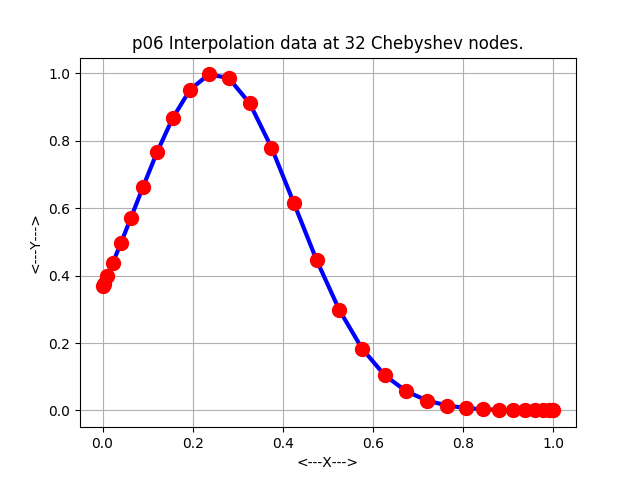 p06 Interpolation data at 32 Chebyshev nodes.
1.0
0.8
0.6
0.4
0.2
0.0
<---Y--->
0.0 0.2 0.4 0.6 0.8 1.0
<---X--->